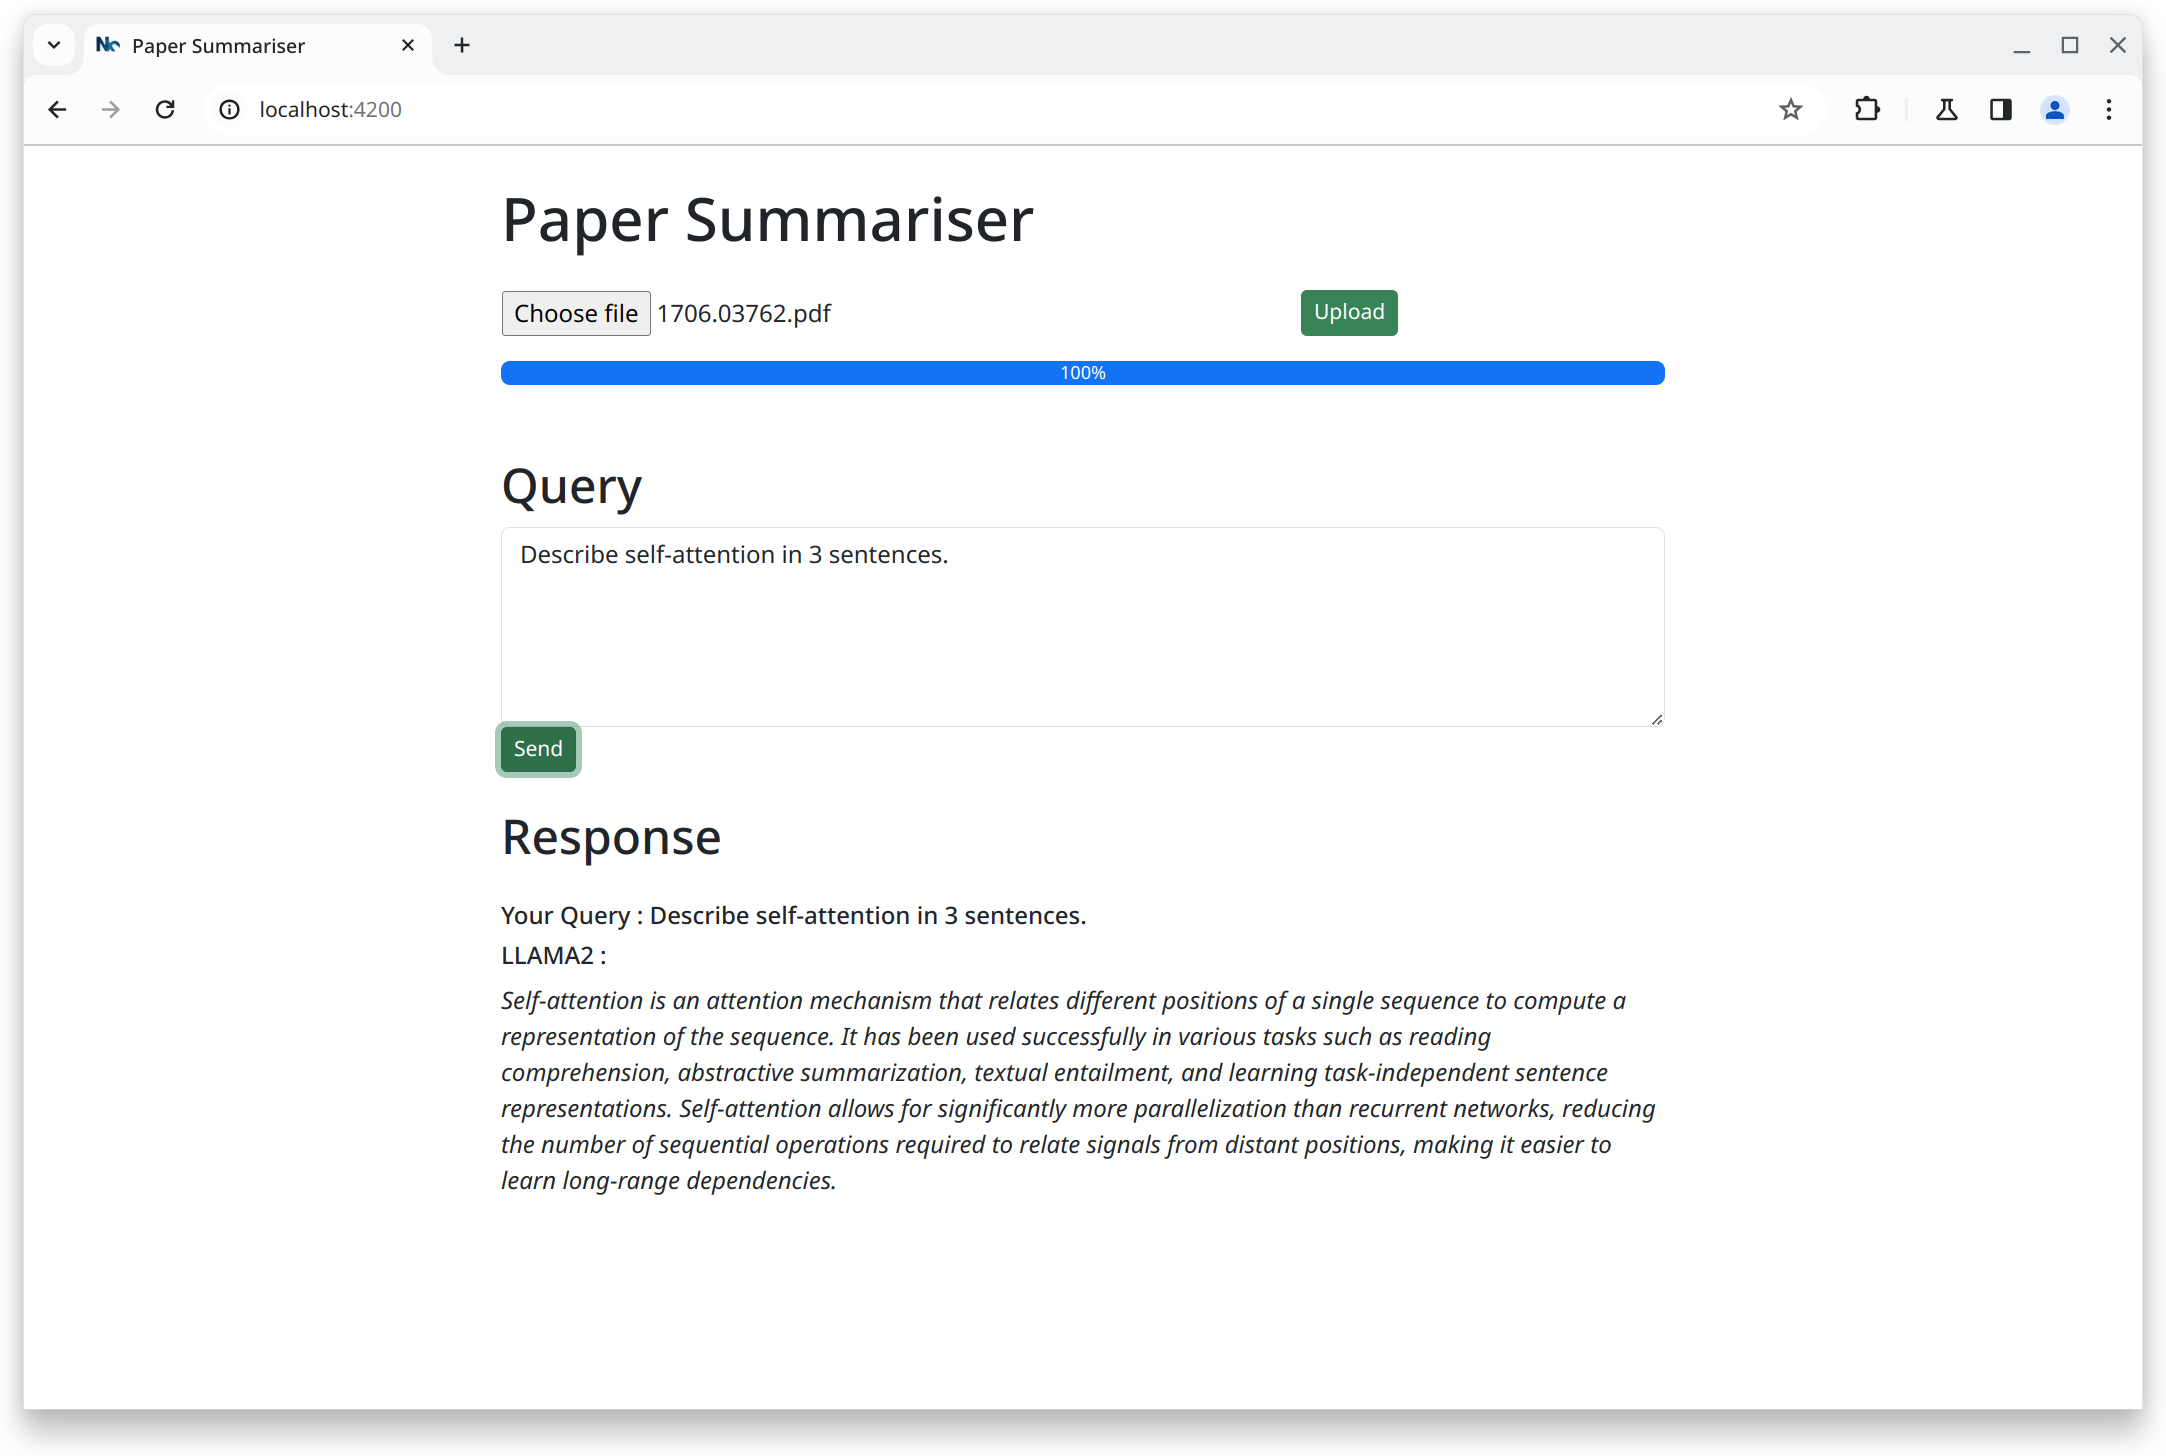 Paper Summariser
localhost:4200
Paper Summariser
Choose file 1706.03762.pdf Upload
100%
Query
Describe self-attention in 3 sentences.
Send
Response
Your Query : Describe self-attention in 3 sentences.
LLAMA2 :
Self-attention is an attention mechanism that relates different positions of a single sequence to compute a
representation of the sequence. It has been used successfully in various tasks such as reading
comprehension, abstractive summarization, textual entailment, and learning task-independent sentence
representations. Self-attention allows for significantly more parallelization than recurrent networks, reducing
the number of sequential operations required to relate signals from distant positions, making it easier to
learn long-range dependencies.